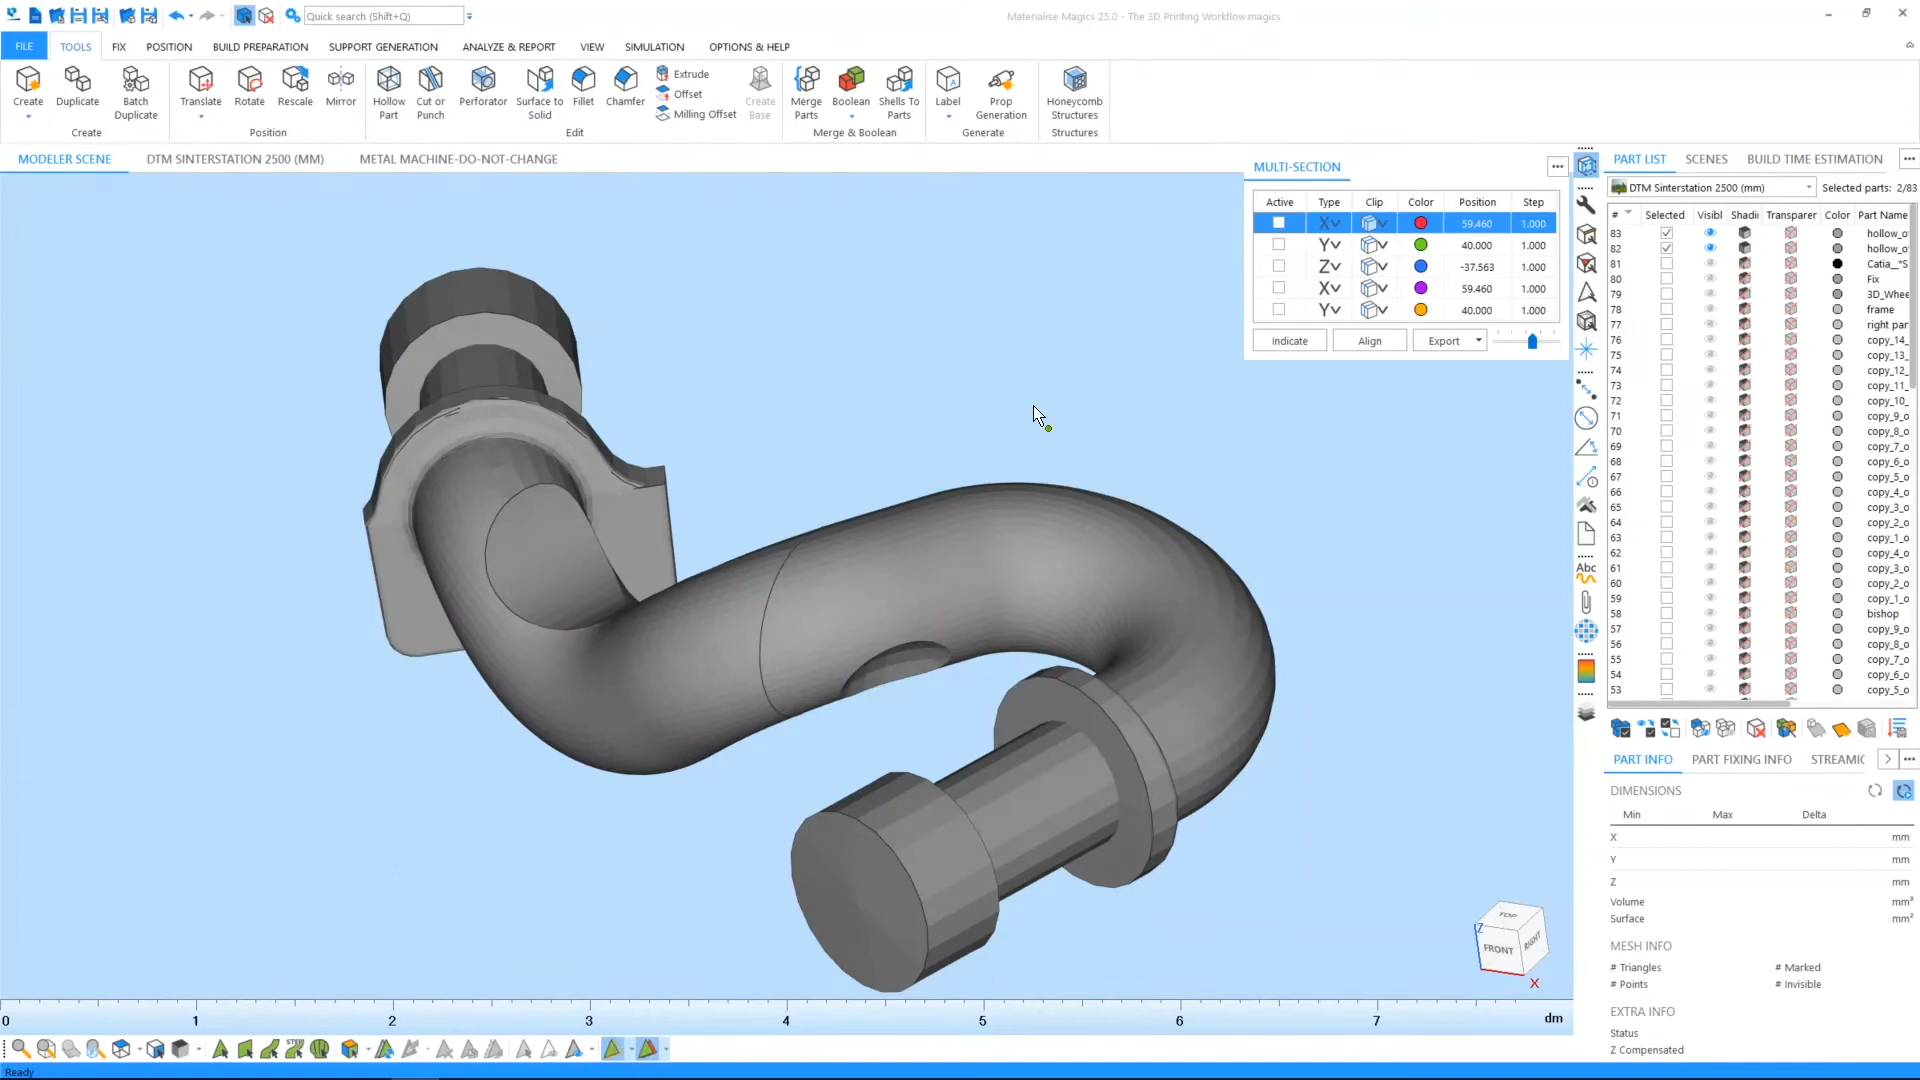 Quick search (Shift+Q)
Materialise Magics 25.0 - The 3D Printing Workflow.magics
FILE TOOLS FIX POSITION BUILD PREPARATION SUPPORT GENERATION ANALYZE & REPORT VIEW SIMULATION OPTIONS & HELP
Create Duplicate Batch Duplicate
Create
Translate Rotate Rescale Mirror
Position
Hollow Part Cut or Punch Perforator Surface to Solid Fillet Chamfer
Extrude
Offset
Milling Offset
Create Base
Edit
Merge Parts Boolean Shells To Parts
Merge & Boolean
Label Prop Generation
Generate
Honeycomb Structures
Structures
MODELER SCENE DTM SINTERSTATION 2500 (MM) METAL MACHINE-DO-NOT-CHANGE
MULTI-SECTION
Active Type Clip Color Position Step
X 59.460 1.000
Y 40.000 1.000
Z -37.563 1.000
X 59.460 1.000
Y 40.000 1.000
Indicate Align Export
Abc
PART LIST SCENES BUILD TIME ESTIMATION
DTM Sinterstation 2500 (mm) Selected parts: 2/83
# Selected Visibl Shadi Transparer Color Part Name
83 hollow_o
82 hollow_o
81 Catia__*S
80 Fix
79 3D_Whee
78 frame
77 right par
76 copy_14_
75 copy_13_
74 copy_12_
73 copy_11_
72 copy_10_
71 copy_9_o
70 copy_8_o
69 copy_7_o
68 copy_6_o
67 copy_5_o
66 copy_4_o
65 copy_3_o
64 copy_2_o
63 copy_1_o
62 copy_4_o
61 copy_3_o
60 copy_2_o
59 copy_1_o
58 bishop
57 copy_9_o
56 copy_8_o
55 copy_7_o
54 copy_6_o
53 copy_5_o
PART INFO PART FIXING INFO STREAMIC
DIMENSIONS
Min Max Delta
X mm
Y mm
Z mm
Volume mm³
Surface mm²
MESH INFO
# Triangles # Marked
# Points # Invisible
EXTRA INFO
Status
Z Compensated
TOP
Z
FRONT
RIGHT
X
0 1 2 3 4 5 6 7 dm
STEP
Ready